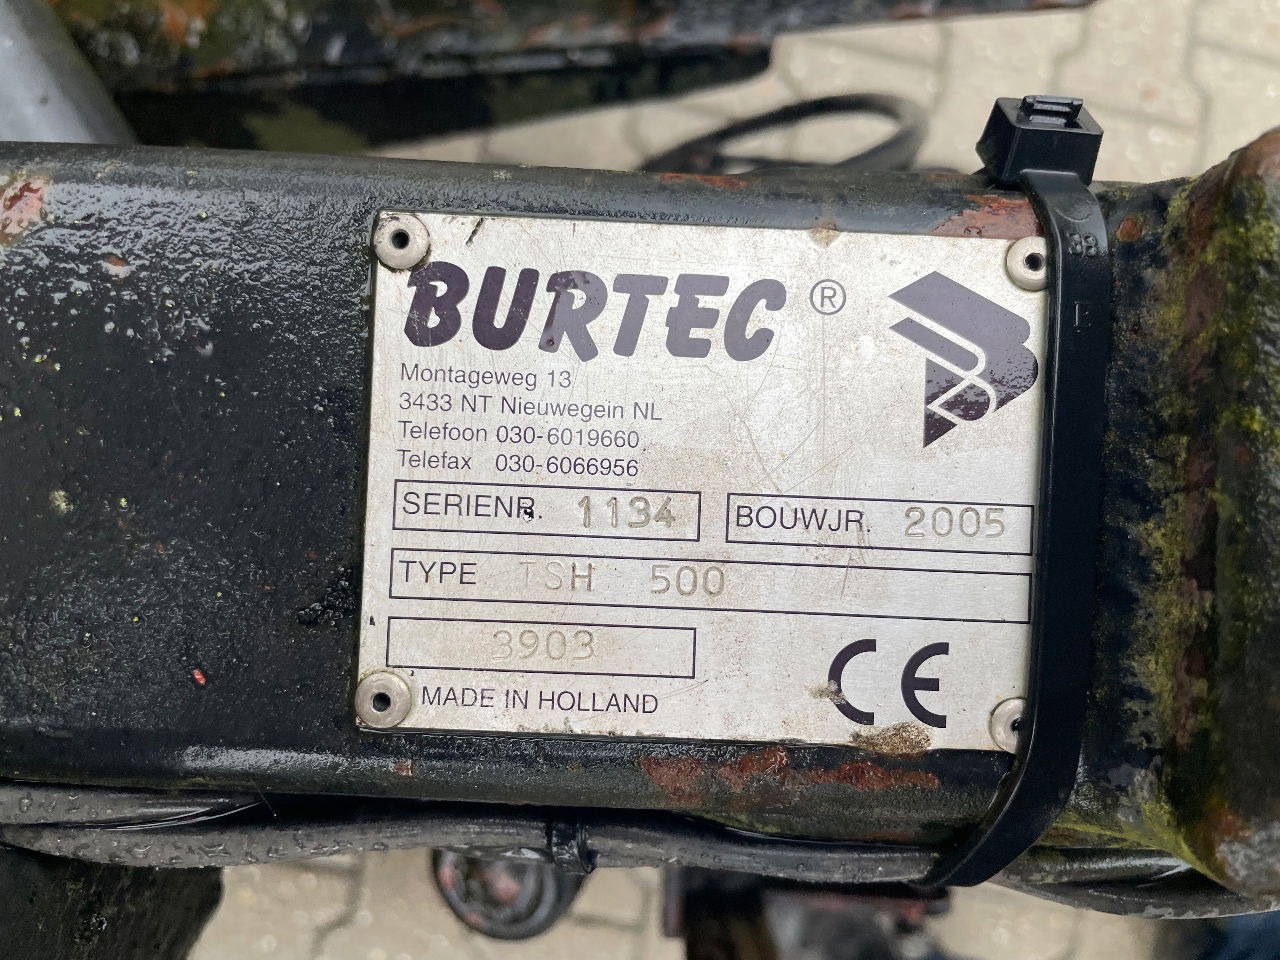 BURTEC ®
Montageweg 13
3433 NT Nieuwegein NL
Telefoon 030-6019660
Telefax 030-6066956
SERIENR. 1134 BOUWJR. 2005
TYPE TSH 500
3903
MADE IN HOLLAND
CE